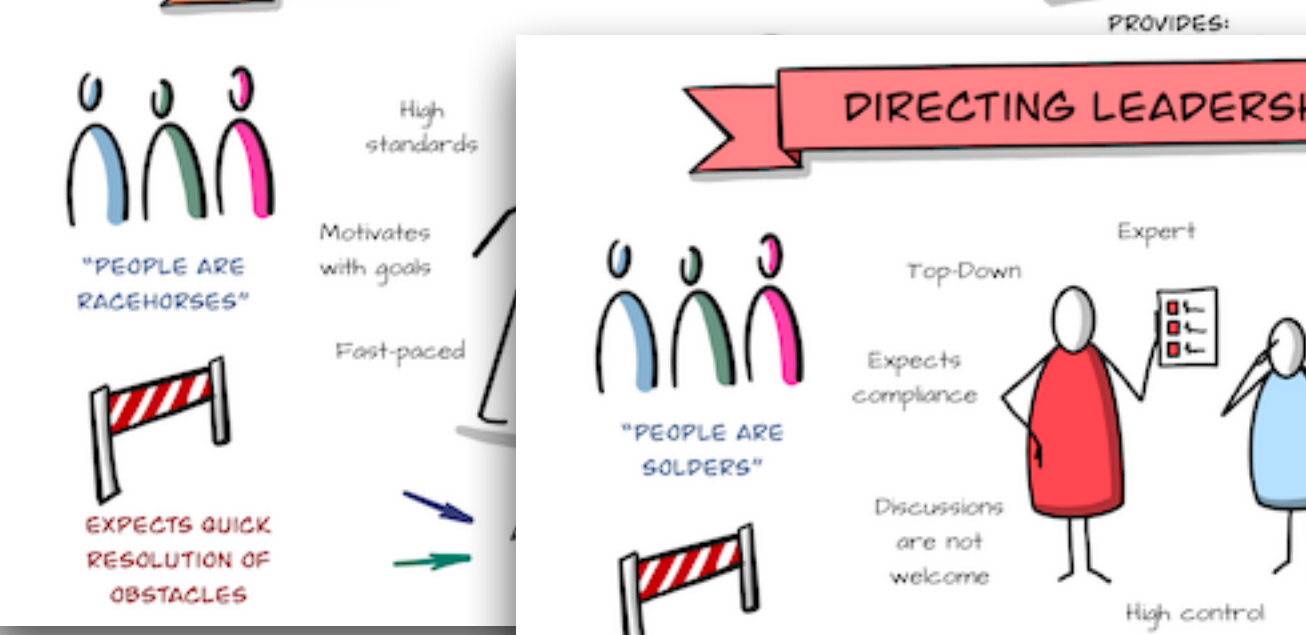 PROVIDES:
High
standards
Motivates
with goals
"PEOPLE ARE
RACEHORSES"
Fast-paced
EXPECTS QUICK
RESOLUTION OF
OBSTACLES
DIRECTING LEADERSH
Expert
Top-Down
Expects
compliance
"PEOPLE ARE
SOLDERS"
Discussions
are not
welcome
High control